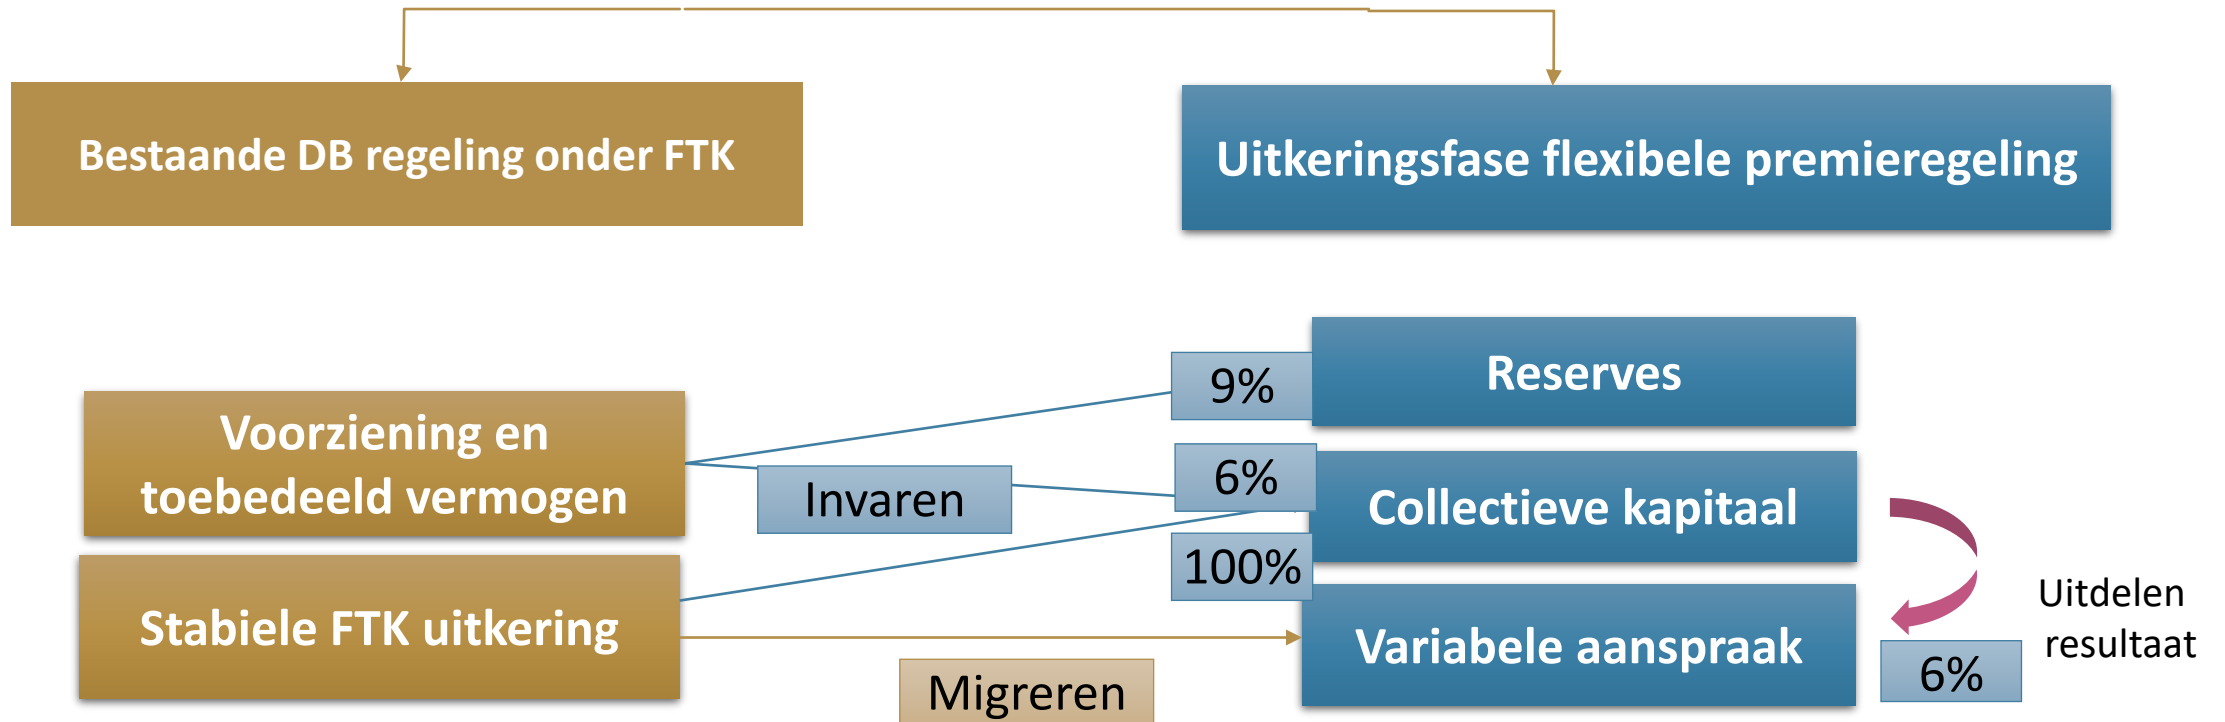 Bestaande DB regeling onder FTK
Uitkeringsfase flexibele premieregeling
Voorziening en
toebedeeld vermogen
Invaren
9%
Reserves
6%
Collectieve kapitaal
100%
Stabiele FTK uitkering
Migreren
Variabele aanspraak
Uitdelen
resultaat
6%